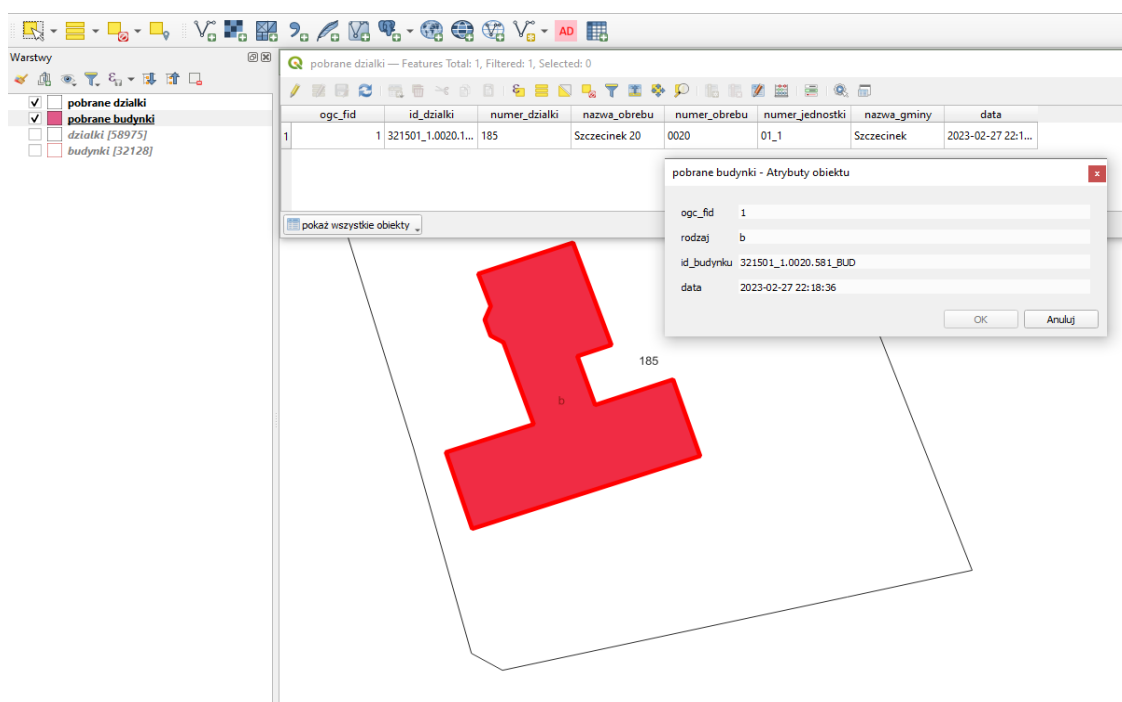 AD
Warstwy
pobrane dzialki
pobrane budynki
dzialki [58975]
budynki [32128]
pobrane dzialki — Features Total: 1, Filtered: 1, Selected: 0
ogc_fid id_dzialki numer_dzialki nazwa_obrebu numer_obrebu numer_jednostki nazwa_gminy data
1 1 321501_1.0020.1... 185 Szczecinek 20 0020 01_1 Szczecinek 2023-02-27 22:1...
pokaż wszystkie obiekty
pobrane budynki - Atrybuty obiektu
x
ogc_fid 1
rodzaj b
id_budynku 321501_1.0020.581_BUD
data 2023-02-27 22:18:36
OK Anuluj
185
b